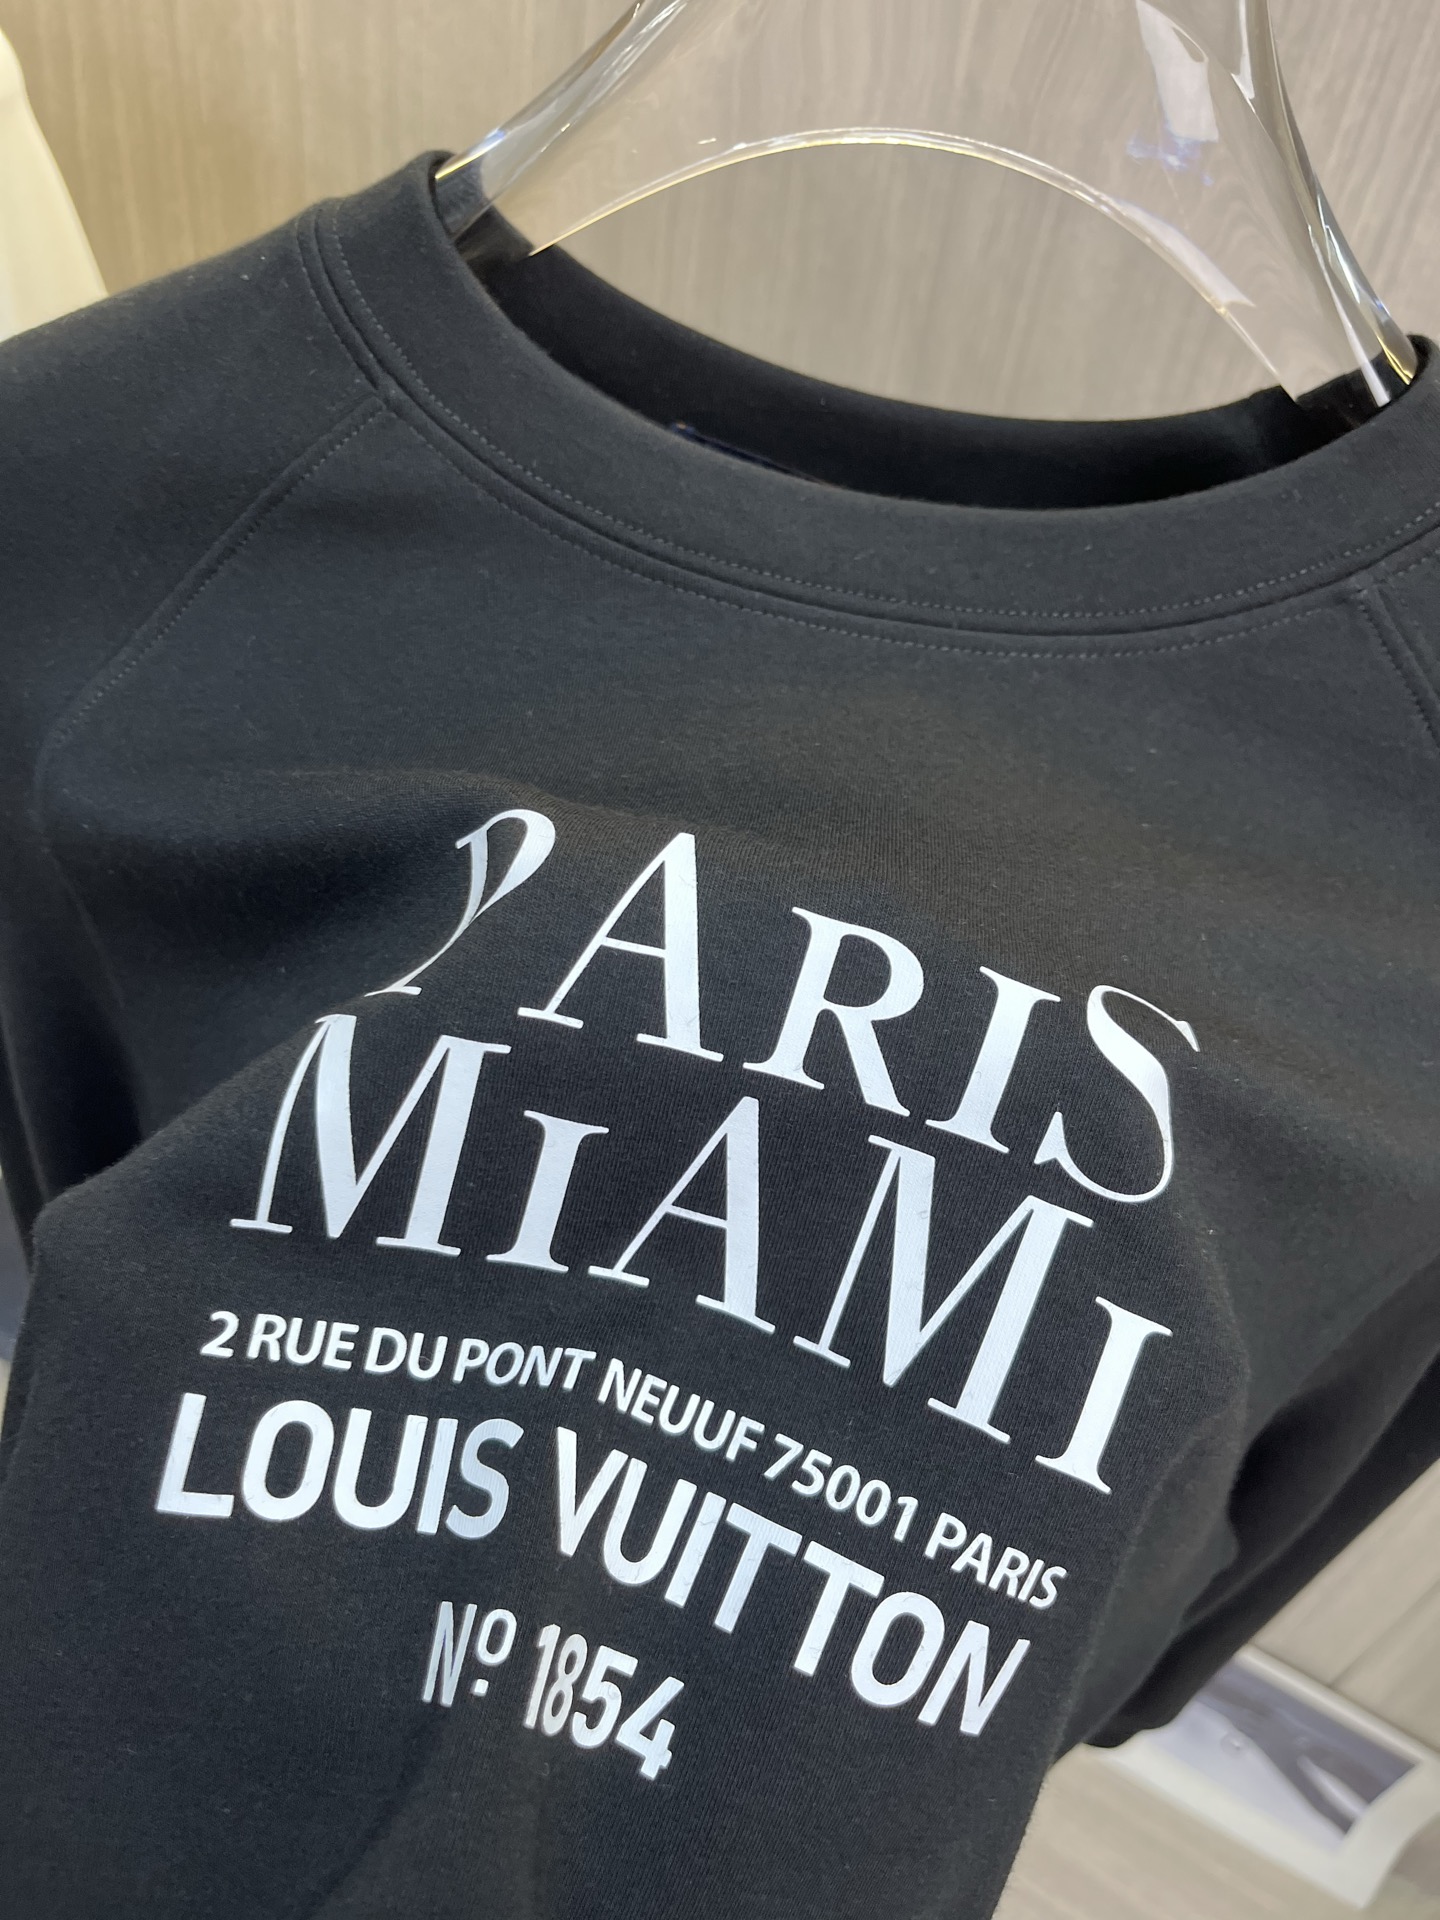 PARIS
MIAMI
2 RUE DU PONT NEUUF 75001 PARIS
LOUIS VUITTON
Nº 1854